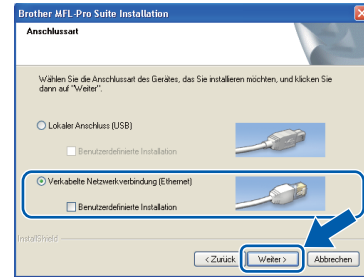 Brother MFL-Pro Suite Installation
Anschlussart
Wählen Sie die Anschlussart des Gerätes, das Sie installieren möchten, und klicken Sie
dann auf "Weiter".
Lokaler Anschluss (USB)
Benutzerdefinierte Installation
Verkabelte Netzwerkverbindung (Ethernet)
Benutzerdefinierte Installation
InstallShield
< Zurück
Weiter >
Abbrechen